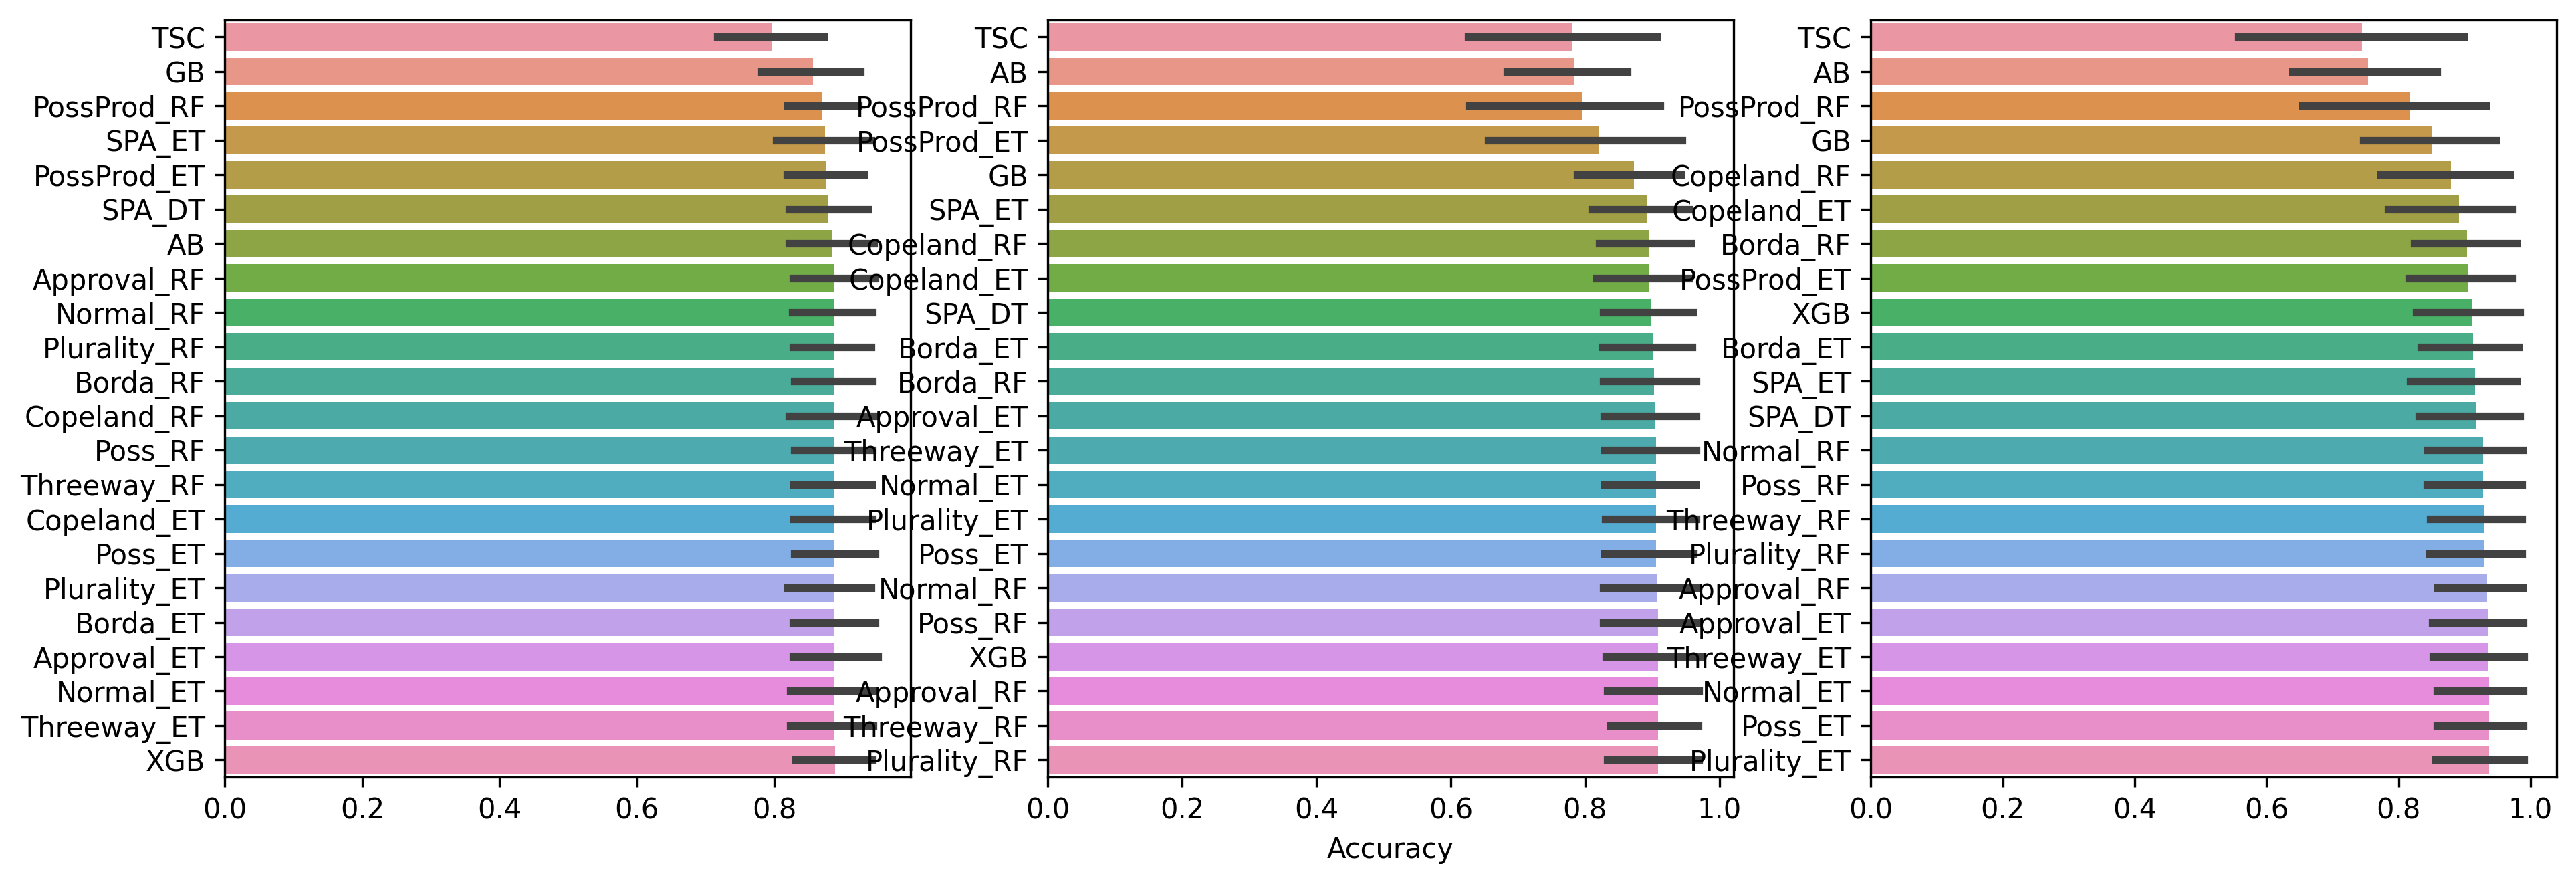 TSC
GB
PossProd_RF
SPA_ET
PossProd_ET
SPA_DT
AB
Approval_RF
Normal_RF
Plurality_RF
Borda_RF
Copeland_RF
Poss_RF
Threeway_RF
Copeland_ET
Poss_ET
Plurality_ET
Borda_ET
Approval_ET
Normal_ET
Threeway_ET
XGB
0.0 0.2 0.4 0.6 0.8
TSC
AB
PossProd_RF
PossProd_ET
GB
SPA_ET
Copeland_RF
Copeland_ET
SPA_DT
Borda_ET
Borda_RF
Approval_ET
Threeway_ET
Normal_ET
Plurality_ET
Poss_ET
Normal_RF
Poss_RF
XGB
Approval_RF
Threeway_RF
Plurality_RF
0.0 0.2 0.4 0.6 0.8 1.0
Accuracy
TSC
AB
PossProd_RF
GB
Copeland_RF
Copeland_ET
Borda_RF
PossProd_ET
XGB
Borda_ET
SPA_ET
SPA_DT
Normal_RF
Poss_RF
Threeway_RF
Plurality_RF
Approval_RF
Approval_ET
Threeway_ET
Normal_ET
Poss_ET
Plurality_ET
0.0 0.2 0.4 0.6 0.8 1.0